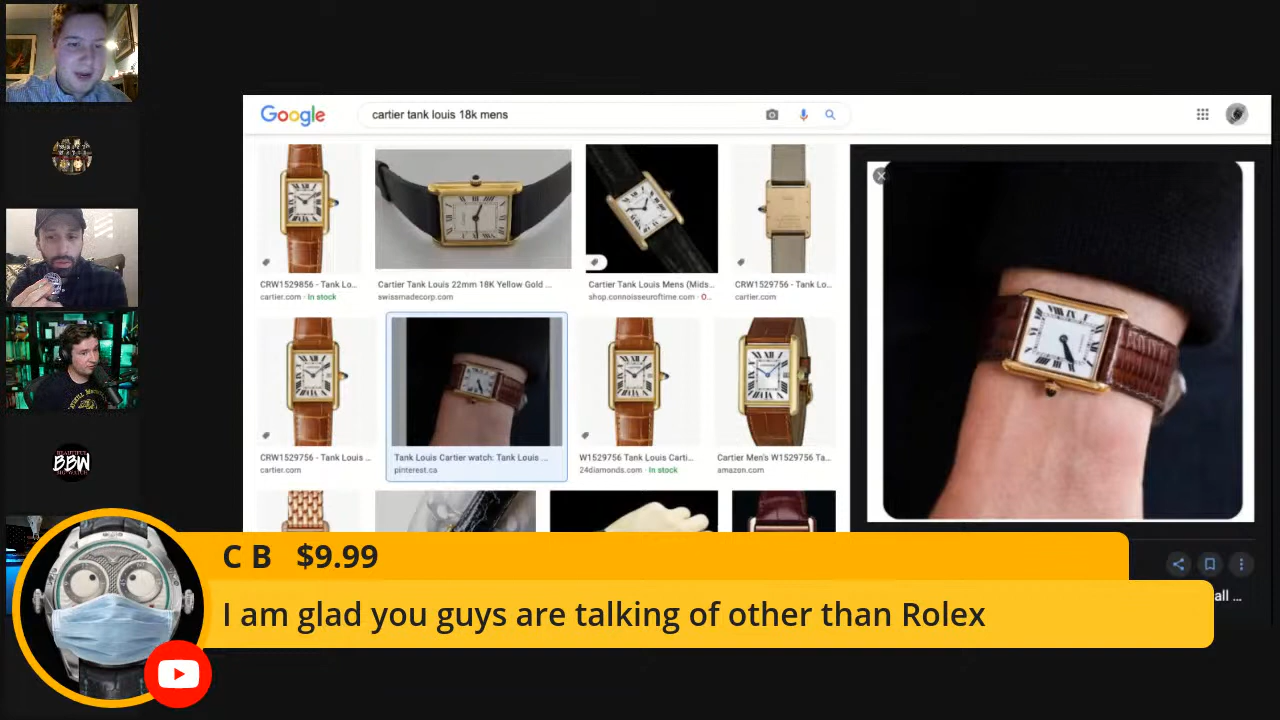 Google
cartier tank louis 18k mens
CRW1529856 - Tank Lo...
cartier.com · In stock
Cartier Tank Louis 22mm 18K Yellow Gold ...
swissmadecorp.com
Cartier Tank Louis Mens (Mids...
shop.connoisseuroftime.com · O...
CRW1529756 - Tank Lo...
cartier.com
CRW1529756 - Tank Louis ...
cartier.com
Tank Louis Cartier watch: Tank Louis ...
pinterest.ca
W1529756 Tank Louis Carti...
24diamonds.com · In stock
Cartier Men's W1529756 Ta...
amazon.com
BBW
all ...
C B $9.99
I am glad you guys are talking of other than Rolex